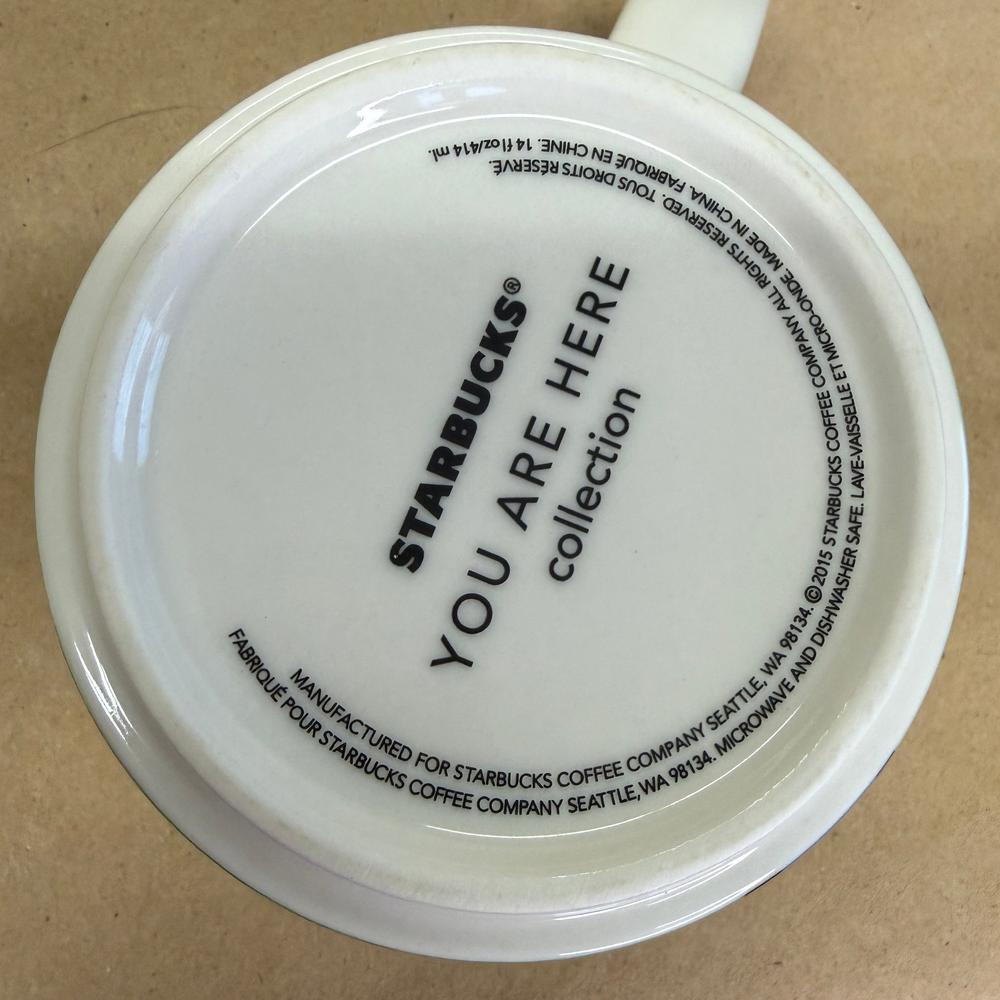 STARBUCKS®
YOU ARE HERE
collection
MANUFACTURED FOR STARBUCKS COFFEE COMPANY SEATTLE, WA 98134. ©2015 STARBUCKS COFFEE COMPANY ALL RIGHTS RESERVED. TOUS DROITS RÉSERVÉ.
FABRIQUÉ POUR STARBUCKS COFFEE COMPANY SEATTLE, WA 98134. MICROWAVE AND DISHWASHER SAFE. LAVE-VAISSELLE ET MICRO-ONDE. MADE IN CHINA. FABRIQUÉ EN CHINE. 14 fl oz/414 ml.